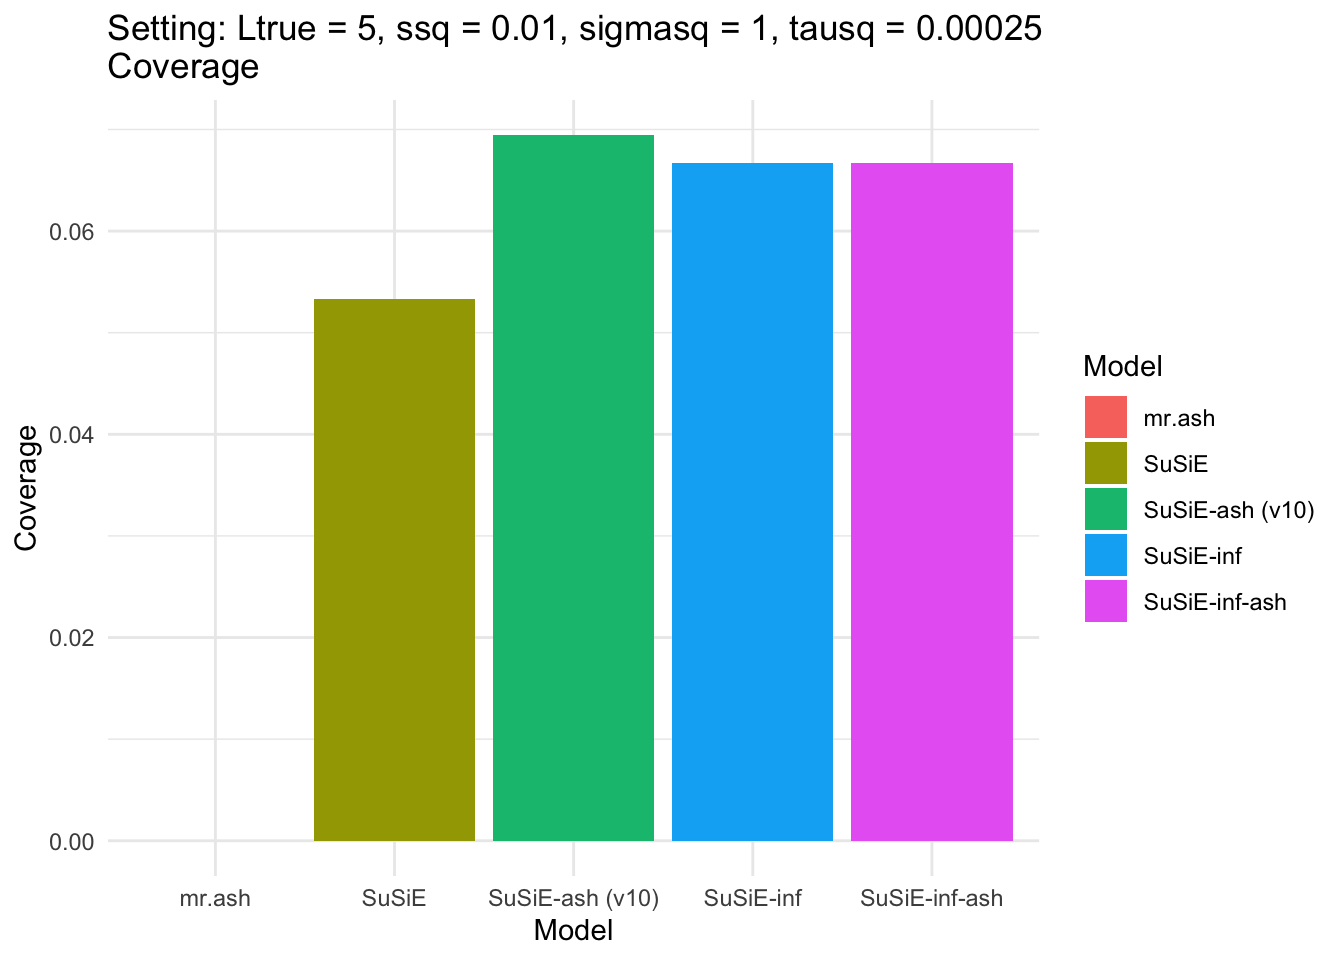 Setting: Ltrue = 5, ssq = 0.01, sigmasq = 1, tausq = 0.00025
Coverage
Coverage
0.06
0.04
0.02
0.00
mr.ash
SuSiE
SuSiE-ash (v10)
SuSiE-inf
SuSiE-inf-ash
Model
Model
mr.ash
SuSiE
SuSiE-ash (v10)
SuSiE-inf
SuSiE-inf-ash